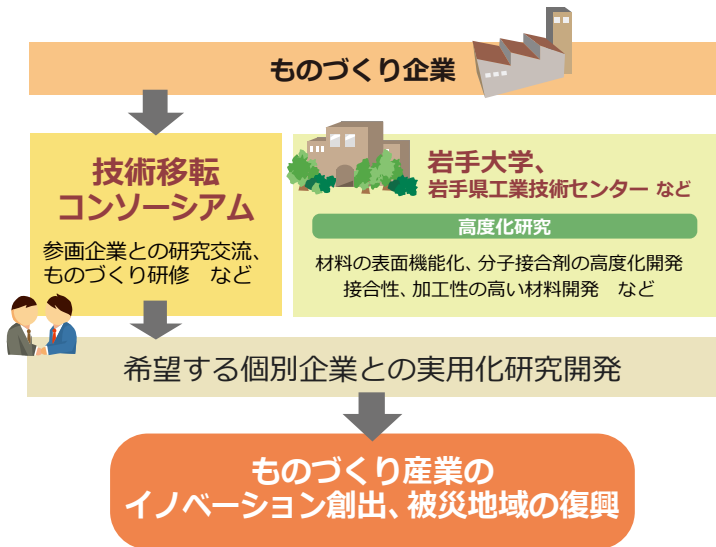 ものづくり企業
技術移転
コンソーシアム
参画企業との研究交流、
ものづくり研修　など
岩手大学、
岩手県工業技術センター など
高度化研究
材料の表面機能化、分子接合剤の高度化開発
接合性、加工性の高い材料開発　など
希望する個別企業との実用化研究開発
ものづくり産業の
イノベーション創出、被災地域の復興